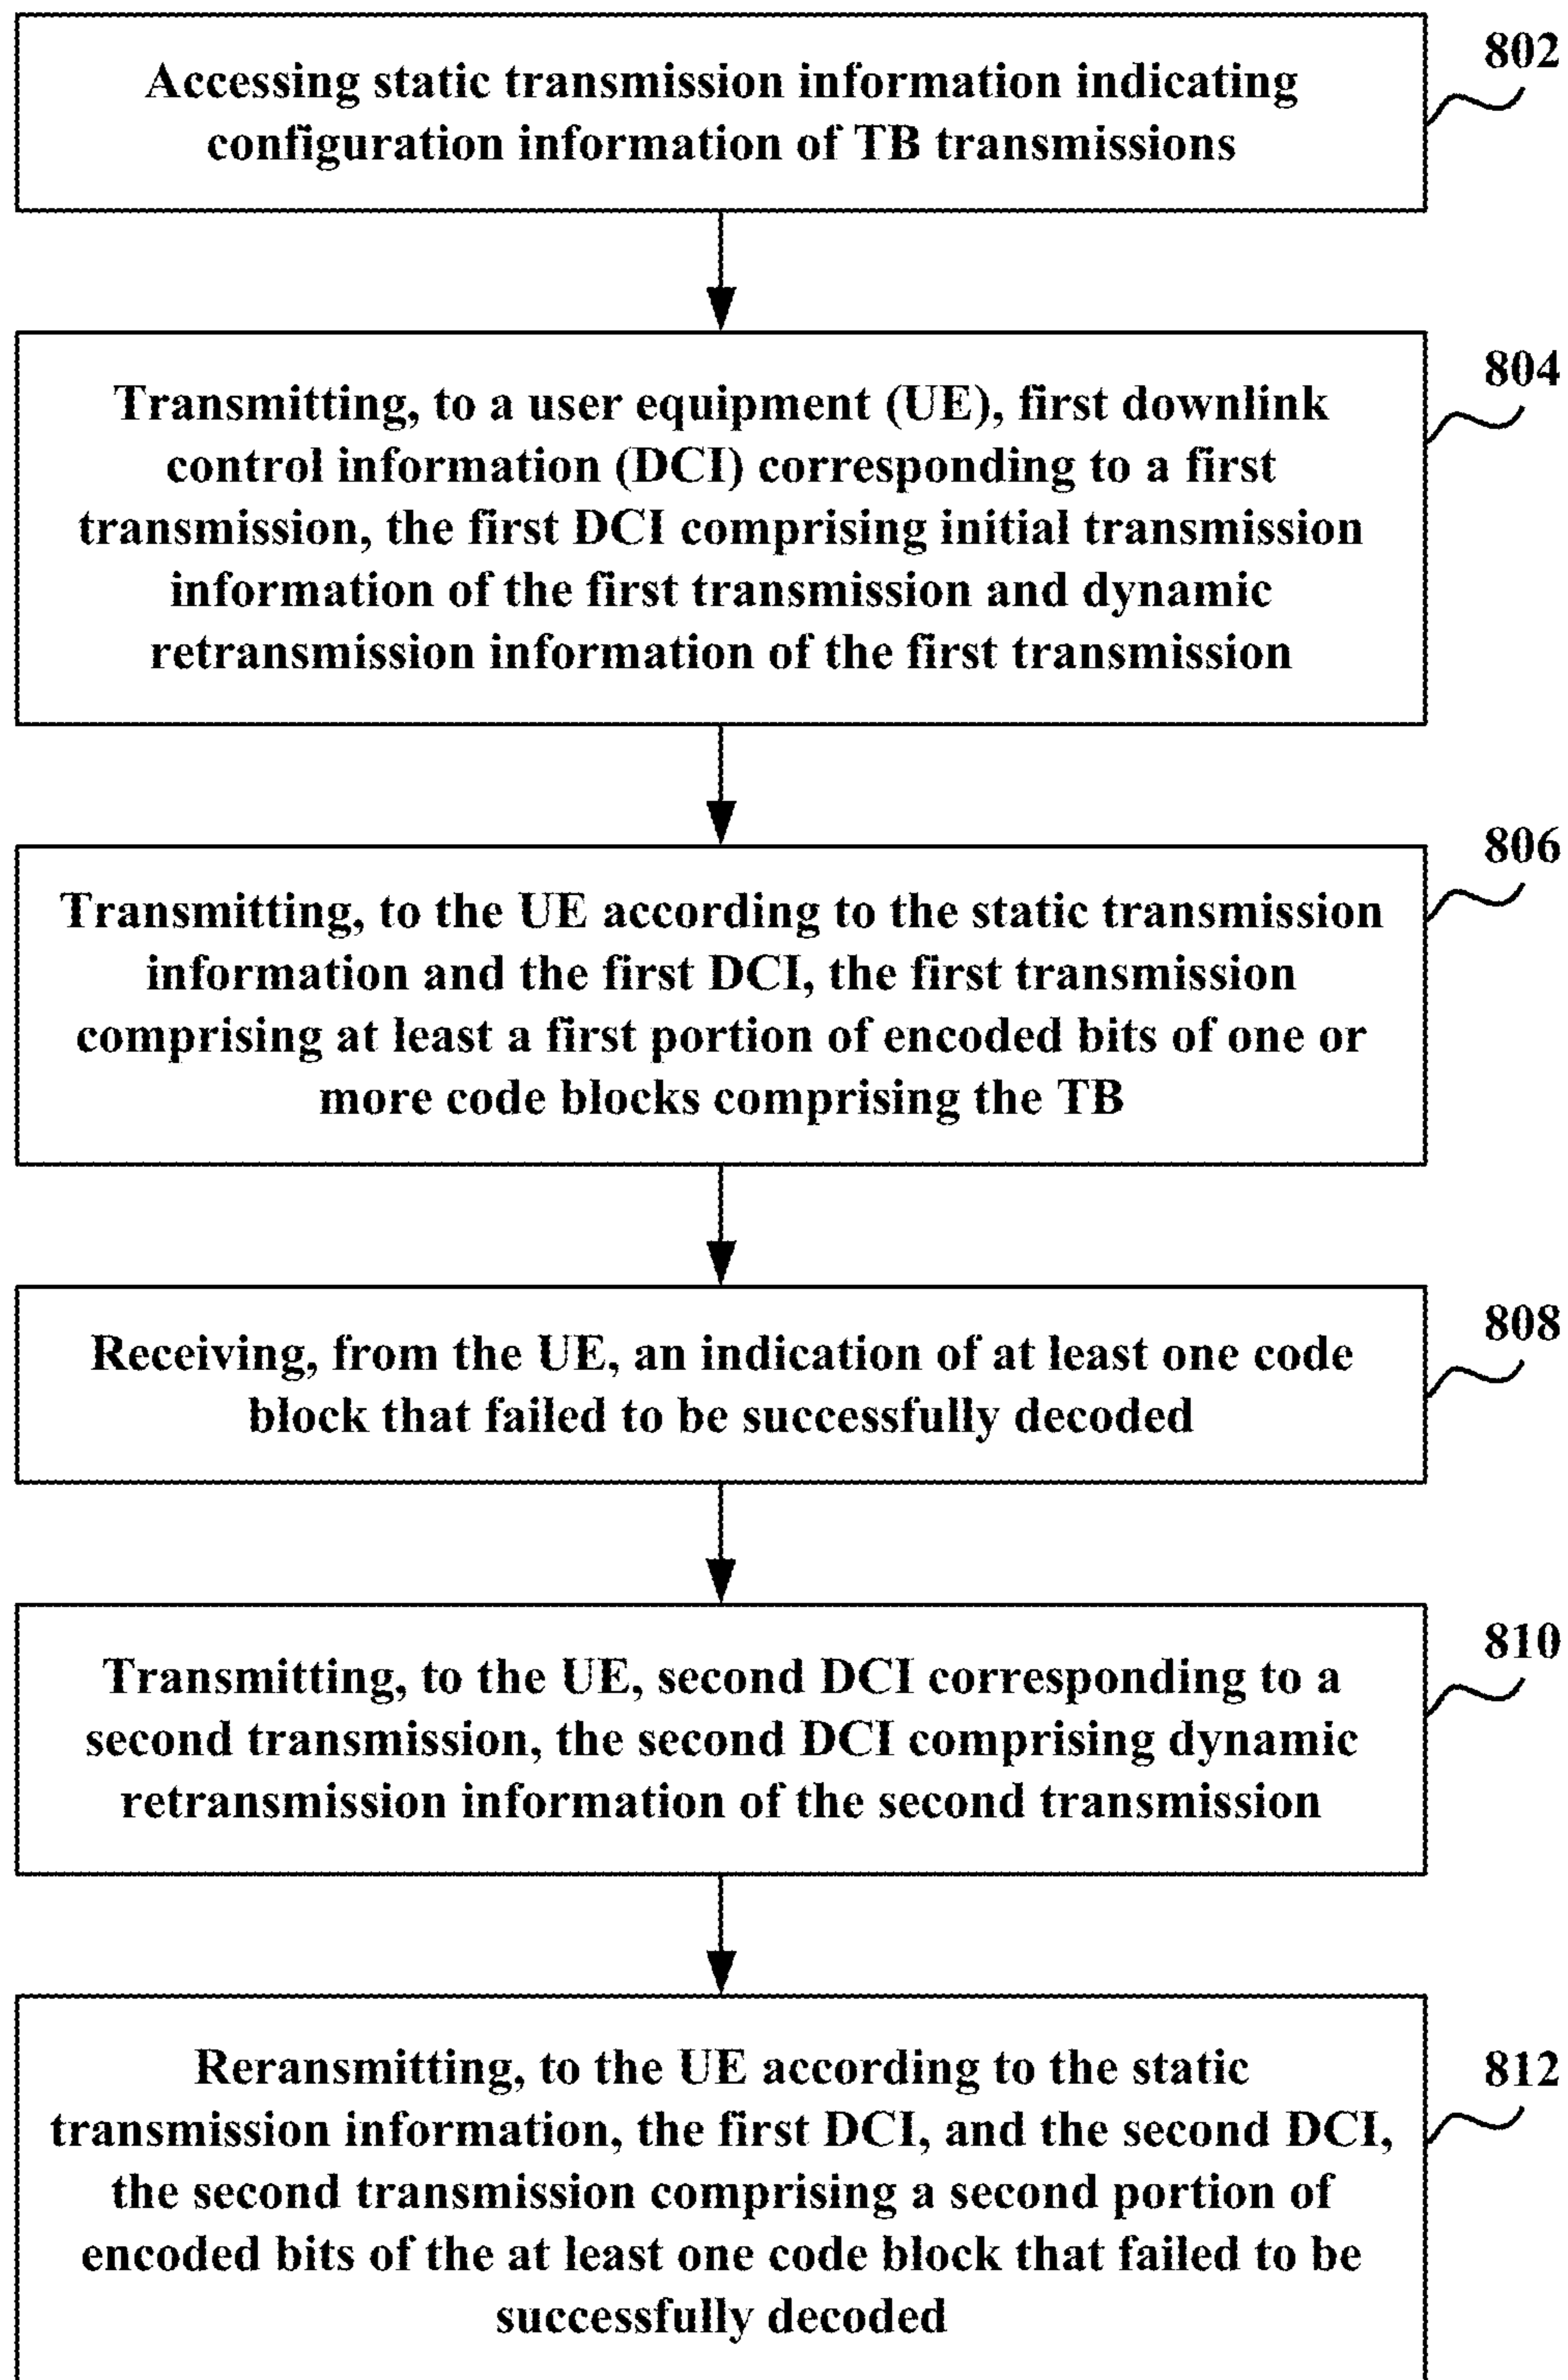 Accessing static transmission information indicating
configuration information of TB transmissions
802
Transmitting, to a user equipment (UE), first downlink
control information (DCI) corresponding to a first
transmission, the first DCI comprising initial transmission
information of the first transmission and dynamic
retransmission information of the first transmission
804
Transmitting, to the UE according to the static transmission
information and the first DCI, the first transmission
comprising at least a first portion of encoded bits of one or
more code blocks comprising the TB
806
Receiving, from the UE, an indication of at least one code
block that failed to be successfully decoded
808
Transmitting, to the UE, second DCI corresponding to a
second transmission, the second DCI comprising dynamic
retransmission information of the second transmission
810
Reransmitting, to the UE according to the static
transmission information, the first DCI, and the second DCI,
the second transmission comprising a second portion of
encoded bits of the at least one code block that failed to be
successfully decoded
812